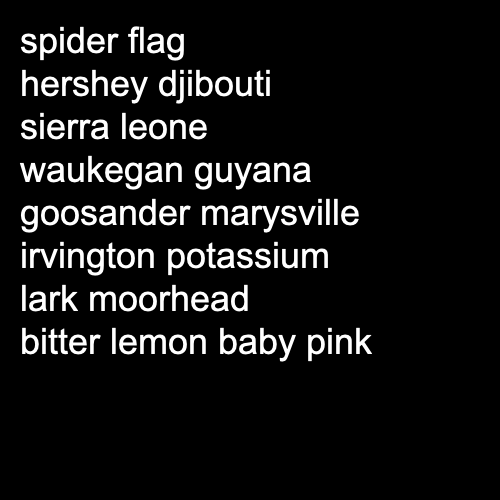 spider flag
hershey djibouti
sierra leone
waukegan guyana
goosander marysville
irvington potassium
lark moorhead
bitter lemon baby pink